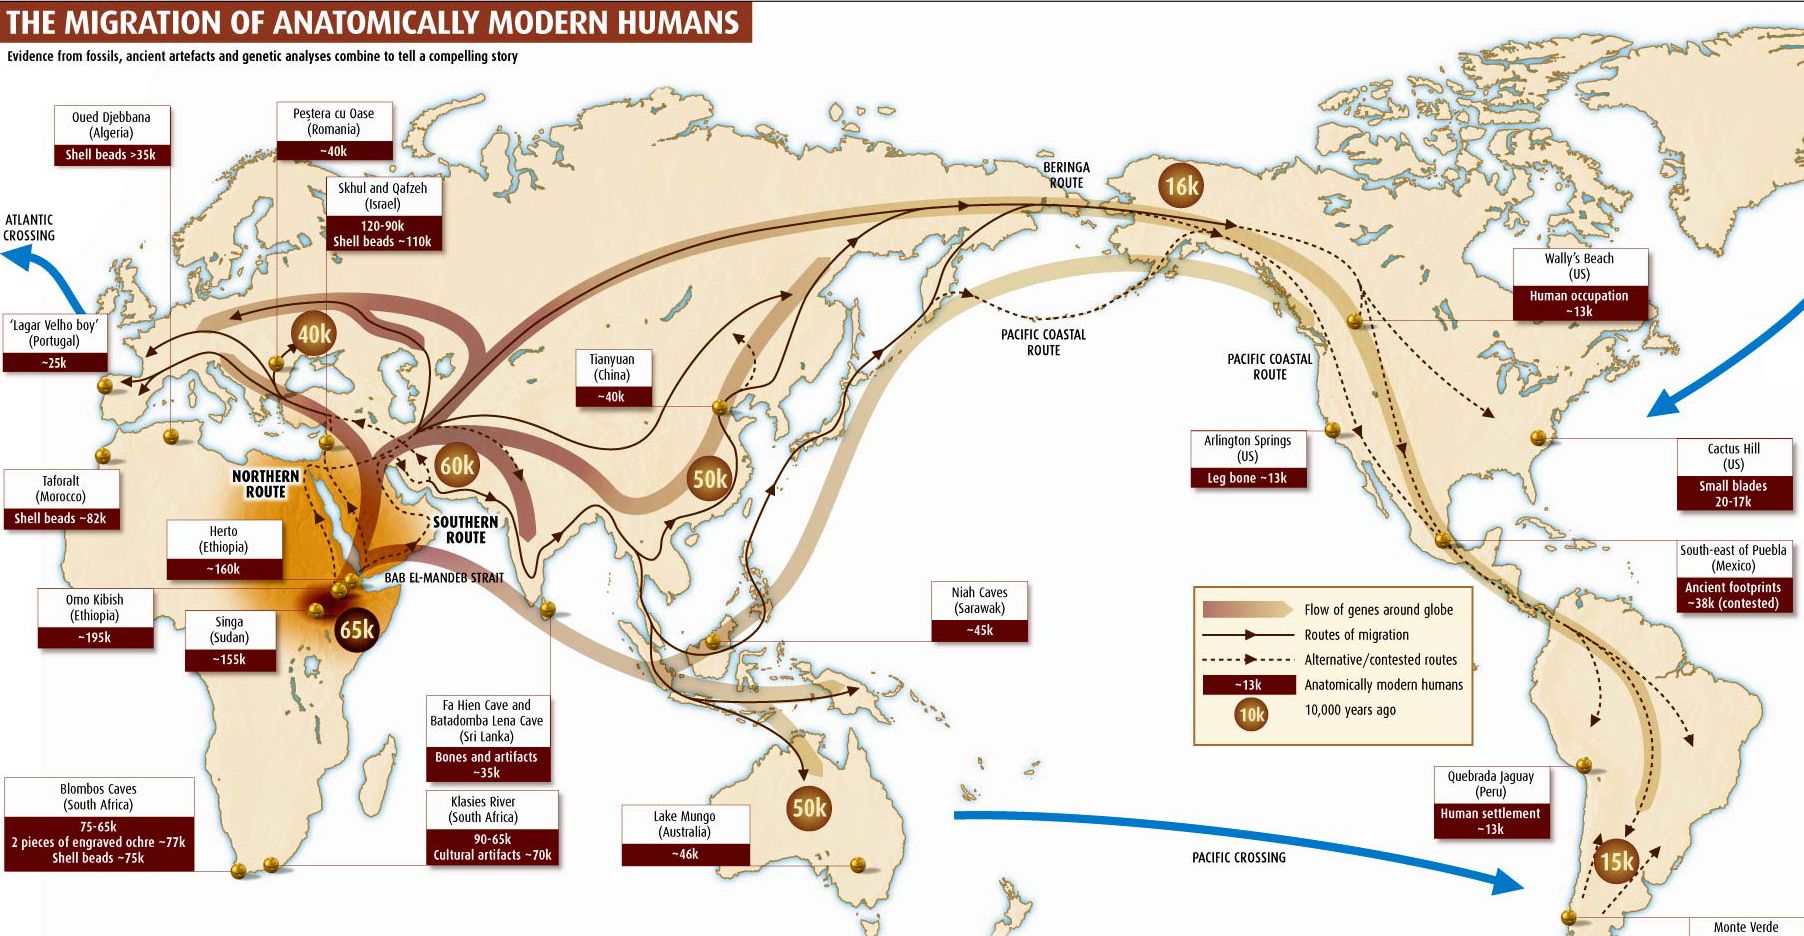 THE MIGRATION OF ANATOMICALLY MODERN HUMANS
Evidence from fossils, ancient artefacts and genetic analyses combine to tell a compelling story
Oued Djebbana
(Algeria)
Shell beads >35k
Peştera cu Oase
(Romania)
~40k
Skhul and Qafzeh
(Israel)
120-90k
Shell beads ~110k
ATLANTIC
CROSSING
'Lagar Velho boy'
(Portugal)
~25k
40k
BERINGA
ROUTE
16k
Wally's Beach
(US)
Human occupation
~13k
PACIFIC COASTAL
ROUTE
PACIFIC COASTAL
ROUTE
Tianyuan
(China)
~40k
Arlington Springs
(US)
Leg bone ~13k
Cactus Hill
(US)
Small blades
20-17k
Taforalt
(Morocco)
Shell beads ~82k
NORTHERN
ROUTE
60k
50k
SOUTHERN
ROUTE
Herto
(Ethiopia)
~160k
BAB EL-MANDEB STRAIT
South-east of Puebla
(Mexico)
Ancient footprints
~38k (contested)
Omo Kibish
(Ethiopia)
~195k
Singa
(Sudan)
~155k
65k
Niah Caves
(Sarawak)
~45k
Flow of genes around globe
Routes of migration
Alternative/contested routes
~13k
Anatomically modern humans
10k
10,000 years ago
Fa Hien Cave and
Batadomba Lena Cave
(Sri Lanka)
Bones and artifacts
~35k
Blombos Caves
(South Africa)
75-65k
2 pieces of engraved ochre ~77k
Shell beads ~75k
Klasies River
(South Africa)
90-65k
Cultural artifacts ~70k
Lake Mungo
(Australia)
~46k
50k
Quebrada Jaguay
(Peru)
Human settlement
~13k
PACIFIC CROSSING
15k
Monte Verde